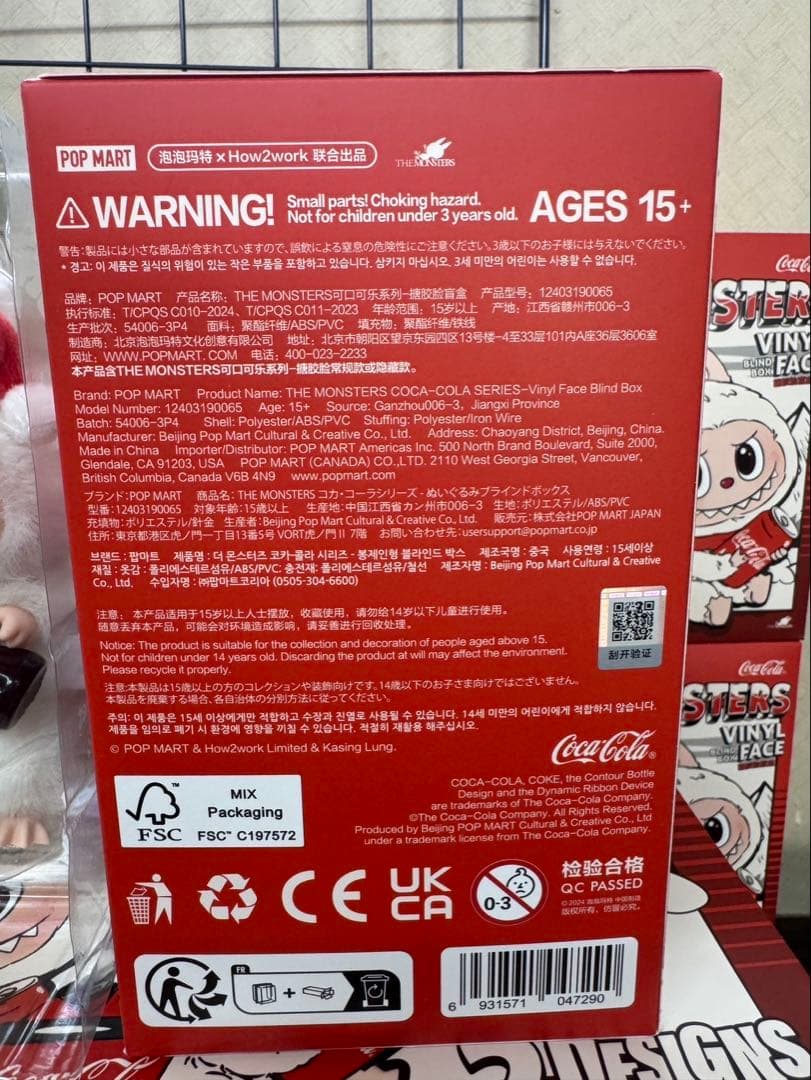 POP MART 泡泡玛特×How2work 联合出品 THE MONSTERS
WARNING! Small parts! Choking hazard.
Not for children under 3 years old. AGES 15+
警告:製品には小さな部品が含まれていますので、誤飲による窒息の危険性にご注意ください。3歳以下のお子様には与えないでください。
* 경고: 이 제품은 질식의 위험이 있는 작은 부품을 포함하고 있습니다. 삼키지 마십시오. 3세 미만의 어린이는 사용할 수 없습니다.
品牌：POP MART 产品名称：THE MONSTERS可口可乐系列-搪胶脸盲盒 产品型号：12403190065
执行标准：T/CPQS C010-2024、T/CPQS C011-2023 年龄范围：15岁以上 产地：江西省赣州市006-3
生产批次：54006-3P4 面料：聚酯纤维/ABS/PVC 填充物：聚酯纤维/铁线
制造商：北京泡泡玛特文化创意有限公司 地址：北京市朝阳区望京东园四区13号楼-4至33层101内A座36层3606室
网址：WWW.POPMART.COM 电话：400-023-2233
本产品含THE MONSTERS可口可乐系列-搪胶脸常规款或隐藏款。
Brand: POP MART Product Name: THE MONSTERS COCA-COLA SERIES-Vinyl Face Blind Box
Model Number: 12403190065 Age: 15+ Source: Ganzhou006-3, Jiangxi Province
Batch: 54006-3P4 Shell: Polyester/ABS/PVC Stuffing: Polyester/Iron Wire
Manufacturer: Beijing Pop Mart Cultural & Creative Co., Ltd. Address: Chaoyang District, Beijing, China.
Made in China Importer/Distributor: POP MART Americas Inc. 500 North Brand Boulevard, Suite 2000,
Glendale, CA 91203, USA POP MART (CANADA) CO.,LTD. 2110 West Georgia Street, Vancouver,
British Columbia, Canada V6B 4N9 www.popmart.com
ブランド:POP MART 商品名: THE MONSTERS コカ·コーラシリーズ - ぬいぐるみブラインドボックス
型番: 12403190065 対象年齢:15歳以上 生産地:中国江西省カン州市006-3 生地:ポリエステル/ABS/PVC
充填物:ポリエステル/針金 生産者:Beijing Pop Mart Cultural & Creative Co., Ltd. 販売元:株式会社POP MART JAPAN
住所:東京都港区虎ノ門一丁目13番5号 VORT虎ノ門II 7階 お問い合わせ先:usersupport@popmart.co.jp
브랜드 : 팝마트 제품명 : 더 몬스터즈 코카·콜라 시리즈 - 봉제인형 블라인드 박스 제조국명 : 중국 사용연령 : 15세이상
재질 : 옷감 : 폴리에스테르섬유/ABS/PVC 충전재: 폴리에스테르섬유/철선 제조자명 : Beijing Pop Mart Cultural & Creative
Co., Ltd. 수입자명 : ㈜팝마트코리아 (0505-304-6600)
注意：本产品适用于15岁以上人士摆放，收藏使用，请勿给14岁以下儿童进行使用。
随意丢弃本产品，可能会对环境造成影响，请妥善进行回收处理。
刮开验证
Notice: The product is suitable for the collection and decoration of people aged above 15.
Not for children under 14 years old. Discarding the product at will may affect the environment.
Please recycle it properly.
注意:本製品は15歳以上の方のコレクションや装飾向けです。14歳以下のお子さま向けではございません。
本製品を廃棄する場合、各自治体の分別方法に従ってください。
주의: 이 제품은 15세 이상에게만 적합하고 수장과 진열로 사용될 수 있습니다. 14세 미만의 어린이에게 적합하지 않습니다.
제품을 임의로 폐기 시 환경에 영향을 끼칠 수 있습니다. 적절히 재활용 해주십시오.
© POP MART & How2work Limited & Kasing Lung.
Coca-Cola®
COCA-COLA, COKE, the Contour Bottle
Design and the Dynamic Ribbon Device
are trademarks of The Coca-Cola Company.
©The Coca-Cola Company. All Rights Reserved.
Produced by Beijing POP MART Cultural & Creative Co., Ltd
under a trademark license from The Coca-Cola Company.
FSC™
MIX
Packaging
FSC™ C197572
CE UK
CA
0-3
检验合格
QC PASSED
© 2024 泡泡玛特 中国制造
版权所有，仿冒必究。
FR
+
6 931571 047290
Coca-Cola
STERS
VINYL
BLIND BOX FACE
Coca-Cola
Coca-Cola
STERS
VINYL
BLIND BOX FACE
DESIGNS